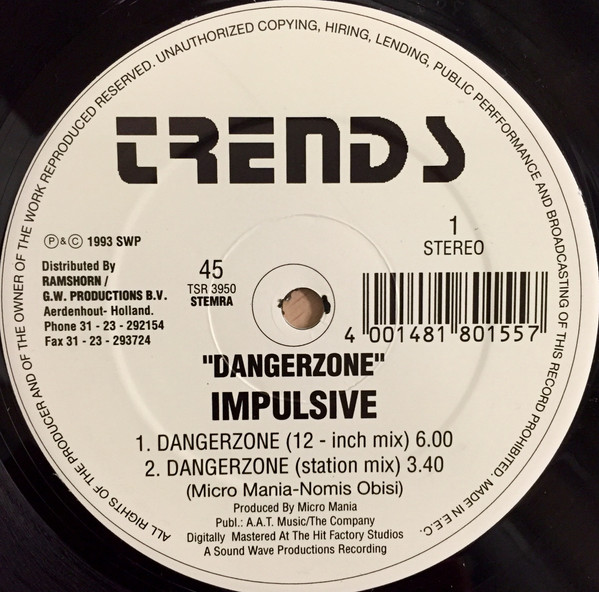 ALL RIGHTS OF THE PRODUCER AND OF THE OWNER OF THE WORK REPRODUCED RESERVED. UNAUTHORIZED COPYING, HIRING, LENDING, PUBLIC PERFFORMANCE AND BROADCASTING OF THIS RECORD PROHIBITED. MADE IN E.E.C.
TRENDS
Ⓟ & Ⓒ 1993 SWP
Distributed By
RAMSHORN /
G.W. PRODUCTIONS B.V.
Aerdenhout- Holland.
Phone 31 - 23 - 292154
Fax 31 - 23 - 293724
45
TSR 3950
STEMRA
1
STEREO
4 001481 801557
"DANGERZONE"
IMPULSIVE
1. DANGERZONE (12 - inch mix) 6.00
2. DANGERZONE (station mix) 3.40
(Micro Mania-Nomis Obisi)
Produced By Micro Mania
Publ.: A.A.T. Music/The Company
Digitally Mastered At The Hit Factory Studios
A Sound Wave Productions Recording